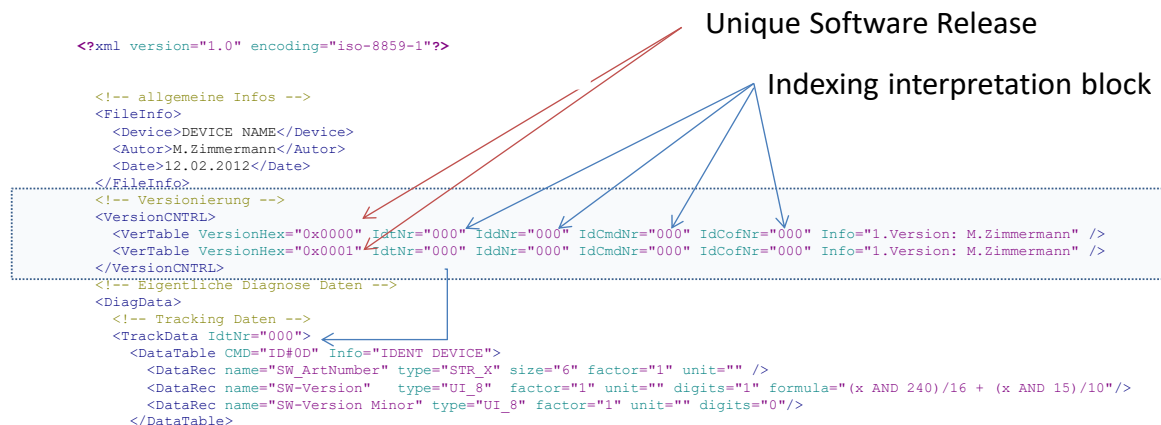 Unique Software Release
<?xml version="1.0" encoding="iso-8859-1"?>
Indexing interpretation block
<!-- allgemeine Infos -->
<FileInfo>
<Device>DEVICE NAME</Device>
<Autor>M.Zimmermann</Autor>
<Date>12.02.2012</Date>
</FileInfo>
<!-- Versionierung -->
<VersionCNTRL>
<VerTable VersionHex="0x0000" IdtNr="000" IddNr="000" IdCmdNr="000" IdCofNr="000" Info="1.Version: M.Zimmermann" />
<VerTable VersionHex="0x0001" IdtNr="000" IddNr="000" IdCmdNr="000" IdCofNr="000" Info="1.Version: M.Zimmermann" />
</VersionCNTRL>
<!-- Eigentliche Diagnose Daten -->
<DiagData>
<!-- Tracking Daten -->
<TrackData IdtNr="000">
<DataTable CMD="ID#0D" Info="IDENT DEVICE">
<DataRec name="SW_ArtNumber" type="STR_X" size="6" factor="1" unit="" />
<DataRec name="SW-Version" type="UI_8" factor="1" unit="" digits="1" formula="(x AND 240)/16 + (x AND 15)/10"/>
<DataRec name="SW-Version Minor" type="UI_8" factor="1" unit="" digits="0"/>
</DataTable>